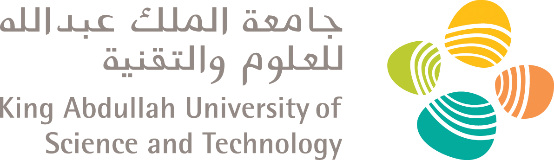 جامعة الملك عبدالله
للعلوم والتقنية
King Abdullah University of
Science and Technology